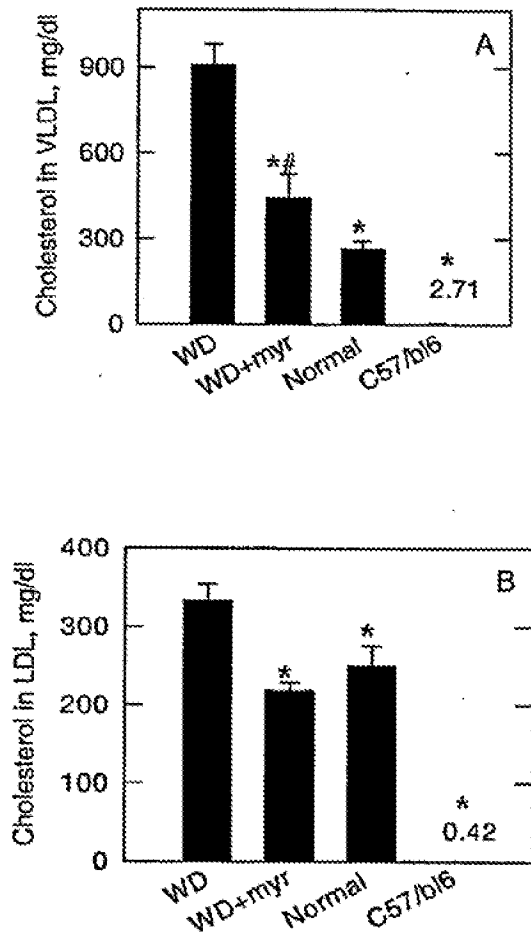 A
Cholesterol in VLDL, mg/dl
900
600
300
0
*#
*
*
2.71
WD
WD+myr
Normal
C57/bl6
B
Cholesterol in LDL, mg/dl
400
300
200
100
0
*
*
*
0.42
WD
WD+myr
Normal
C57/bl6